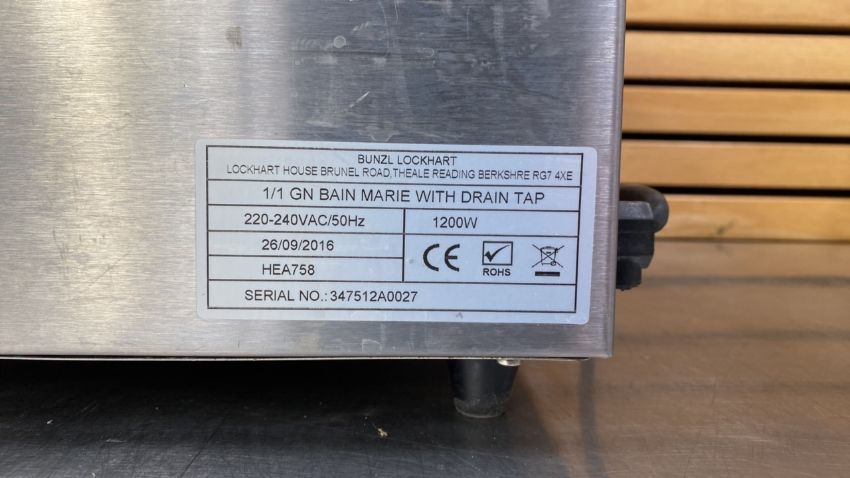 BUNZL LOCKHART
LOCKHART HOUSE BRUNEL ROAD, THEALE READING BERKSHRE RG7 4XE
1/1 GN BAIN MARIE WITH DRAIN TAP
220-240VAC/50Hz
1200W
26/09/2016
HEA758
CE
ROHS
SERIAL NO.: 347512A0027